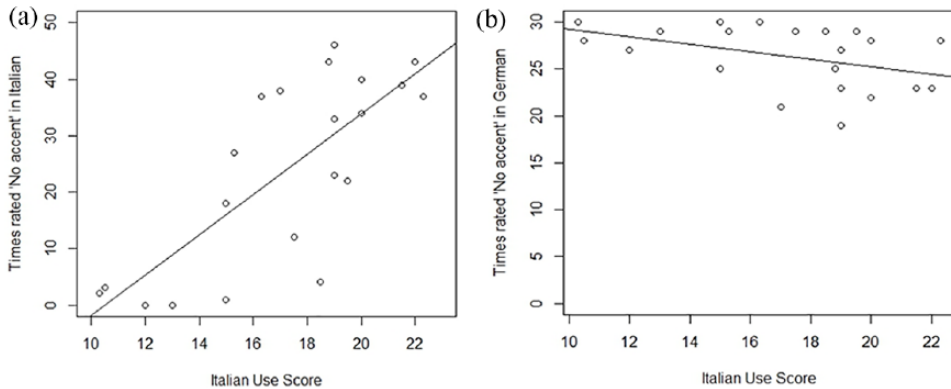 (a)
Times rated 'No accent' in Italian
50
40
30
20
10
0
10 12 14 16 18 20 22
Italian Use Score
(b)
Times rated 'No accent' in German
30
25
20
15
10
5
0
10 12 14 16 18 20 22
Italian Use Score